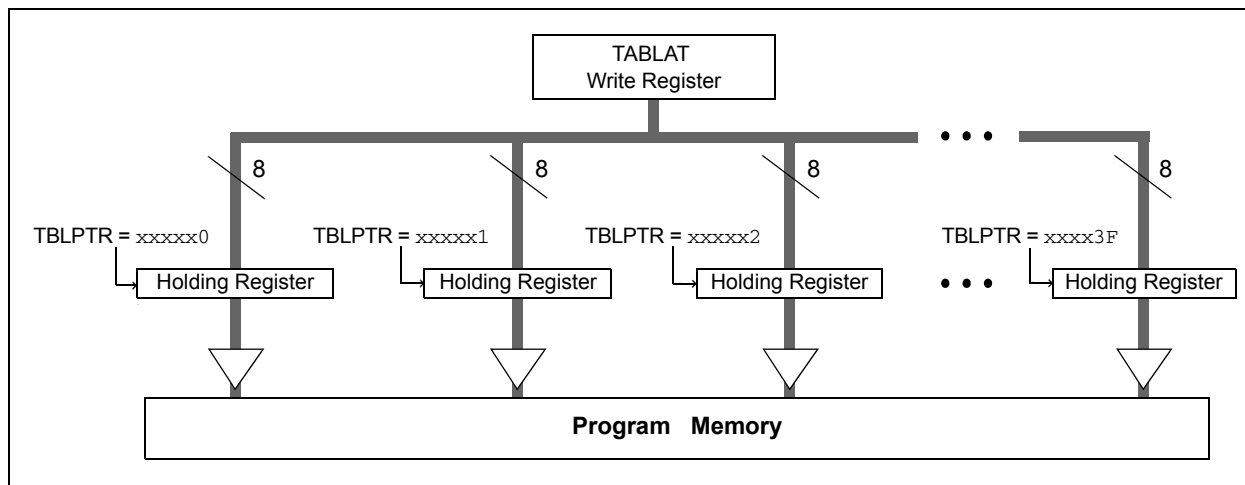 TABLAT
Write Register
8
8
8
8
TBLPTR = xxxxx0
TBLPTR = xxxxx1
TBLPTR = xxxxx2
TBLPTR = xxxx3F
Holding Register
Holding Register
Holding Register
Holding Register
Program Memory